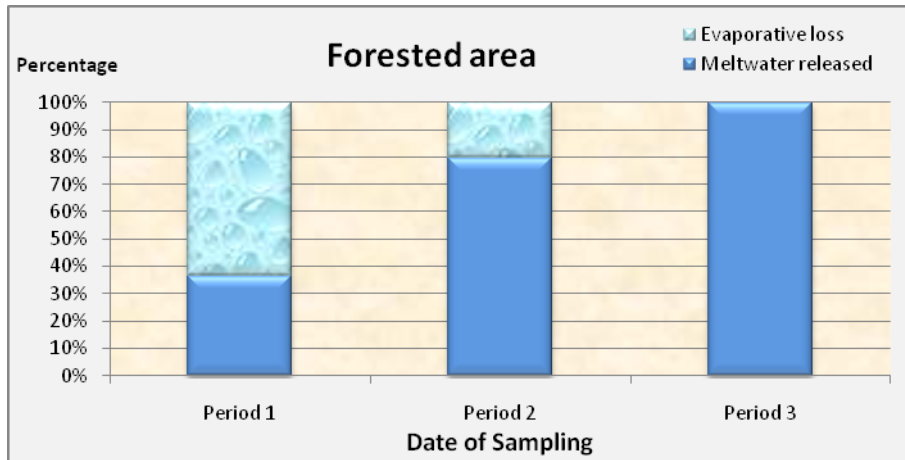 Forested area
Evaporative loss
Meltwater released
Percentage
100%
90%
80%
70%
60%
50%
40%
30%
20%
10%
0%
Period 1 Period 2 Period 3
Date of Sampling